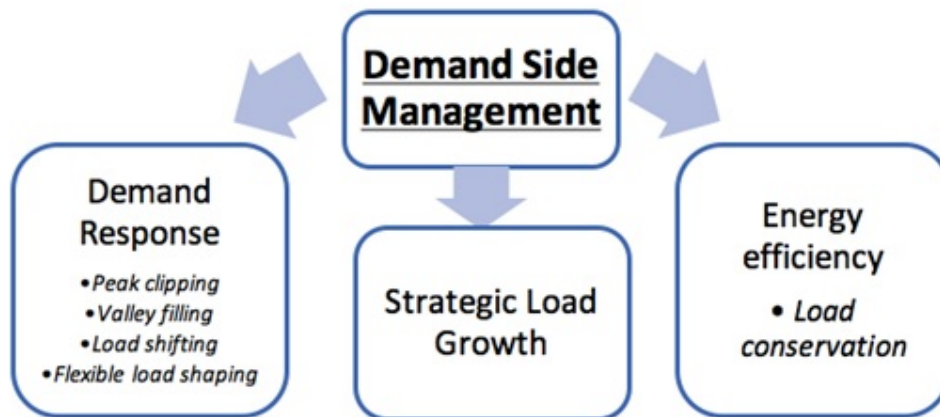 Demand Side
Management
Demand
Response
•Peak clipping
•Valley filling
•Load shifting
•Flexible load shaping
Strategic Load
Growth
Energy
efficiency
• Load
conservation